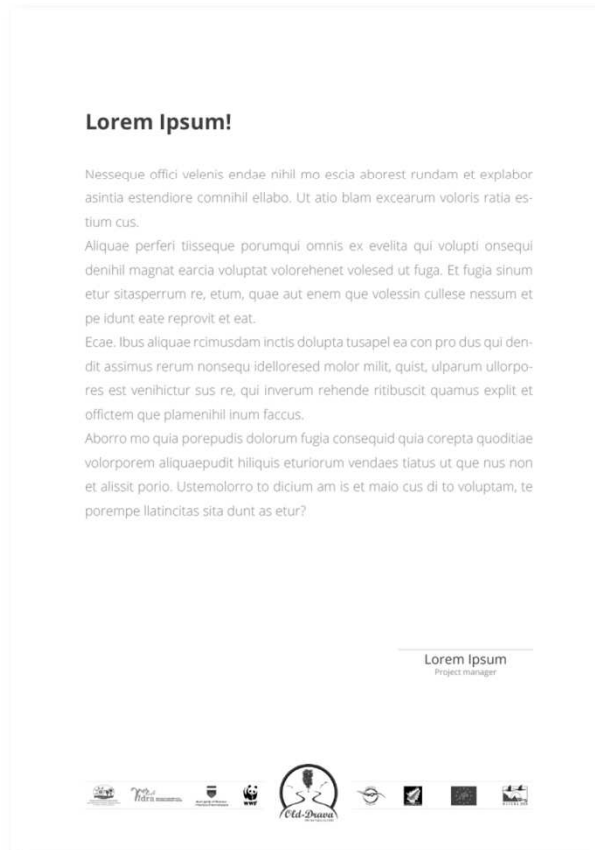 Lorem Ipsum!
Nesseque offici velenis endae nihil mo escia aborest rundam et explabor
asintia estendiore comnihil ellabo. Ut atio blam excearum voloris ratia es-
tium cus.
Aliquae perferi tiisseque porumqui omnis ex evelita qui volupti onsequi
denihil magnat earcia voluptat volorehenet volesed ut fuga. Et fugia sinum
etur sitasperrum re, etum, quae aut enem que volessin cullese nessum et
pe idunt eate reprovit et eat.
Ecae. Ibus aliquae rcimusdam inctis dolupta tusapel ea con pro dus qui den-
dit assimus rerum nonsequ idelloresed molor milit, quist, ulparum ullorpo-
res est venihictur sus re, qui inverum rehende ritibuscit quamus explit et
offictem que plamenihil inum faccus.
Aborro mo quia porepudis dolorum fugia consequid quia corepta quoditiae
volorporem aliquaepudit hiliquis eturiorum vendaes tiatus ut que nus non
et alissit porio. Ustemolorro to dicium am is et maio cus di to voluptam, te
porempe llatincitas sita dunt as etur?
Lorem Ipsum
Project manager
WWF
Old-Drava